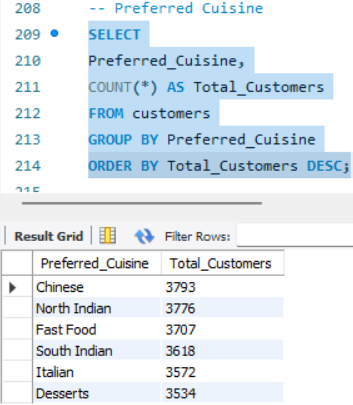 208 -- Preferred Cuisine
209 SELECT
210 Preferred_Cuisine,
211 COUNT(*) AS Total_Customers
212 FROM customers
213 GROUP BY Preferred_Cuisine
214 ORDER BY Total_Customers DESC;
215
Result Grid Filter Rows:
Preferred_Cuisine Total_Customers
Chinese 3793
North Indian 3776
Fast Food 3707
South Indian 3618
Italian 3572
Desserts 3534